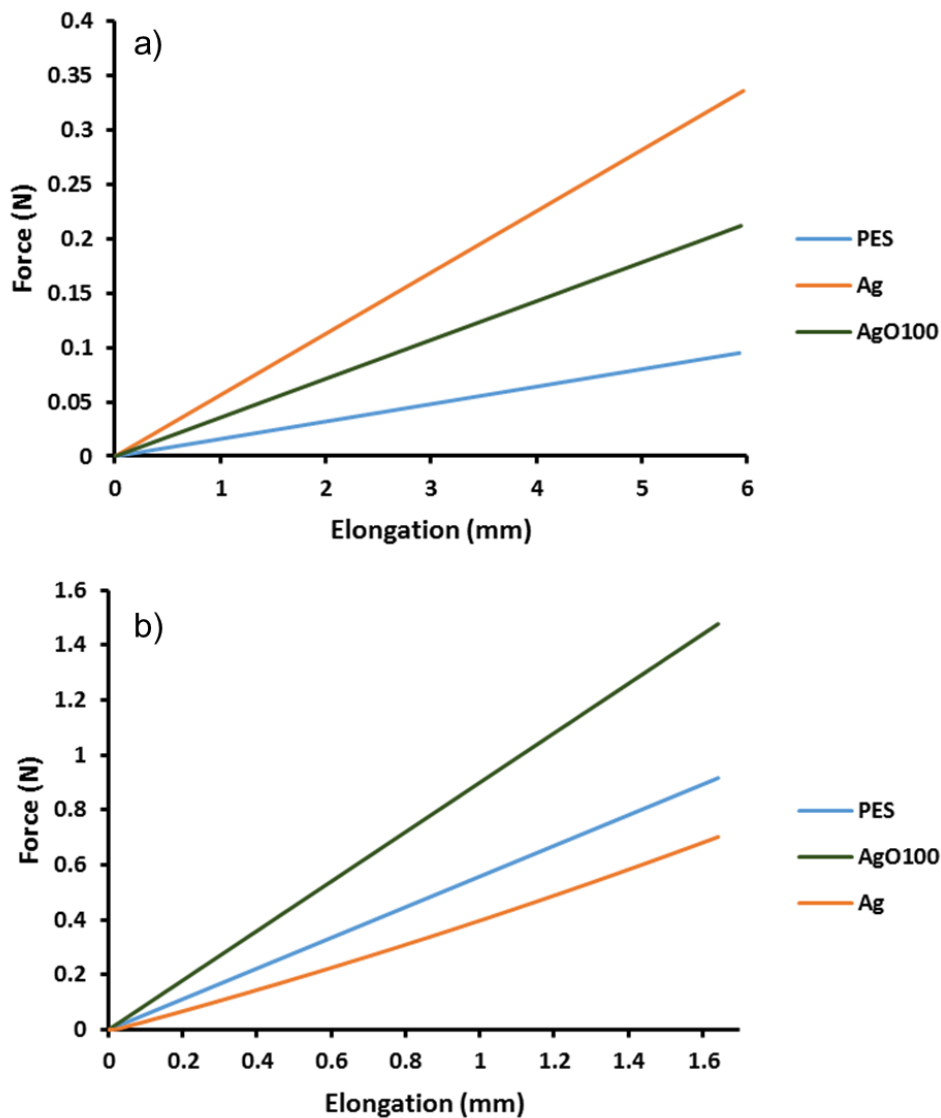 a)
0.4
0.35
0.3
0.25
0.2
0.15
0.1
0.05
0
Force (N)
0 1 2 3 4 5 6
Elongation (mm)
PES
Ag
AgO100
b)
1.6
1.4
1.2
1
0.8
0.6
0.4
0.2
0
Force (N)
0 0.2 0.4 0.6 0.8 1 1.2 1.4 1.6
Elongation (mm)
PES
AgO100
Ag